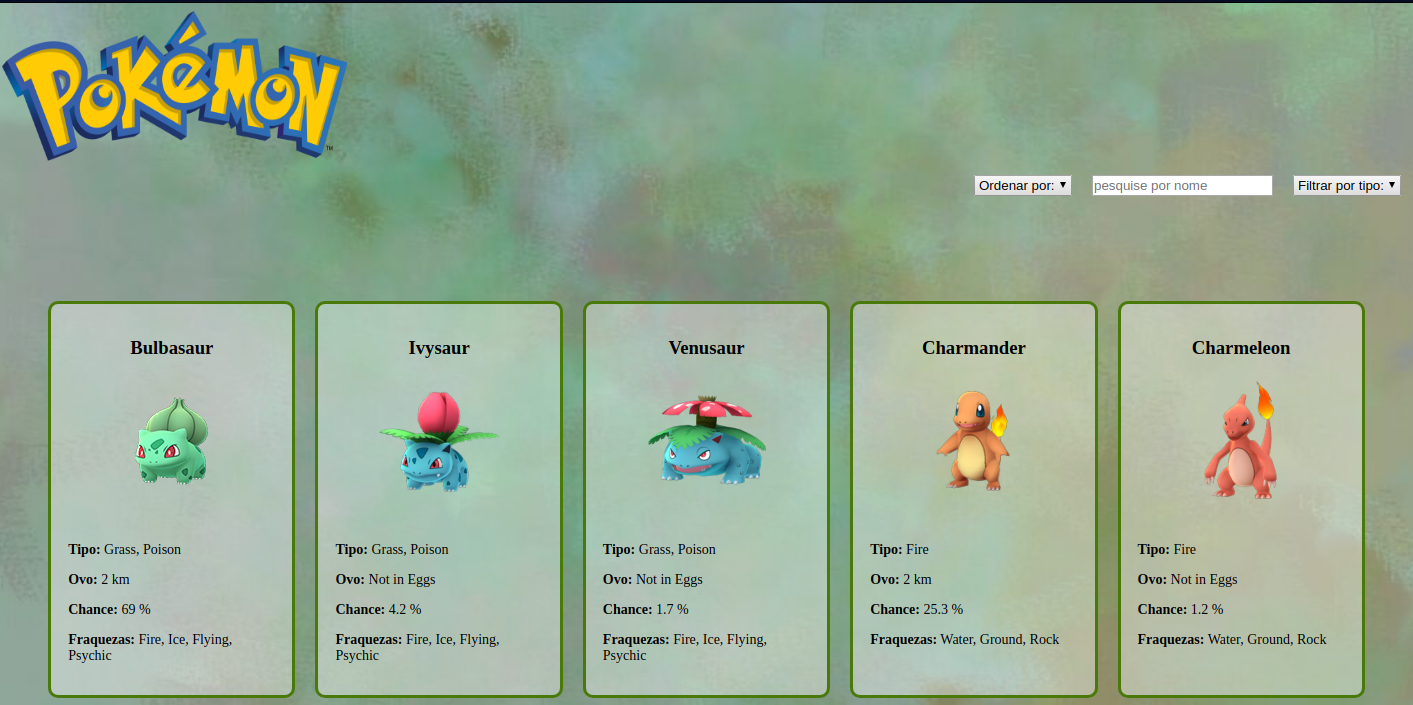 POKéMON
TM
Ordenar por:
pesquise por nome
Filtrar por tipo:
Bulbasaur
Tipo: Grass, Poison
Ovo: 2 km
Chance: 69 %
Fraquezas: Fire, Ice, Flying,
Psychic
Ivysaur
Tipo: Grass, Poison
Ovo: Not in Eggs
Chance: 4.2 %
Fraquezas: Fire, Ice, Flying,
Psychic
Venusaur
Tipo: Grass, Poison
Ovo: Not in Eggs
Chance: 1.7 %
Fraquezas: Fire, Ice, Flying,
Psychic
Charmander
Tipo: Fire
Ovo: 2 km
Chance: 25.3 %
Fraquezas: Water, Ground, Rock
Charmeleon
Tipo: Fire
Ovo: Not in Eggs
Chance: 1.2 %
Fraquezas: Water, Ground, Rock